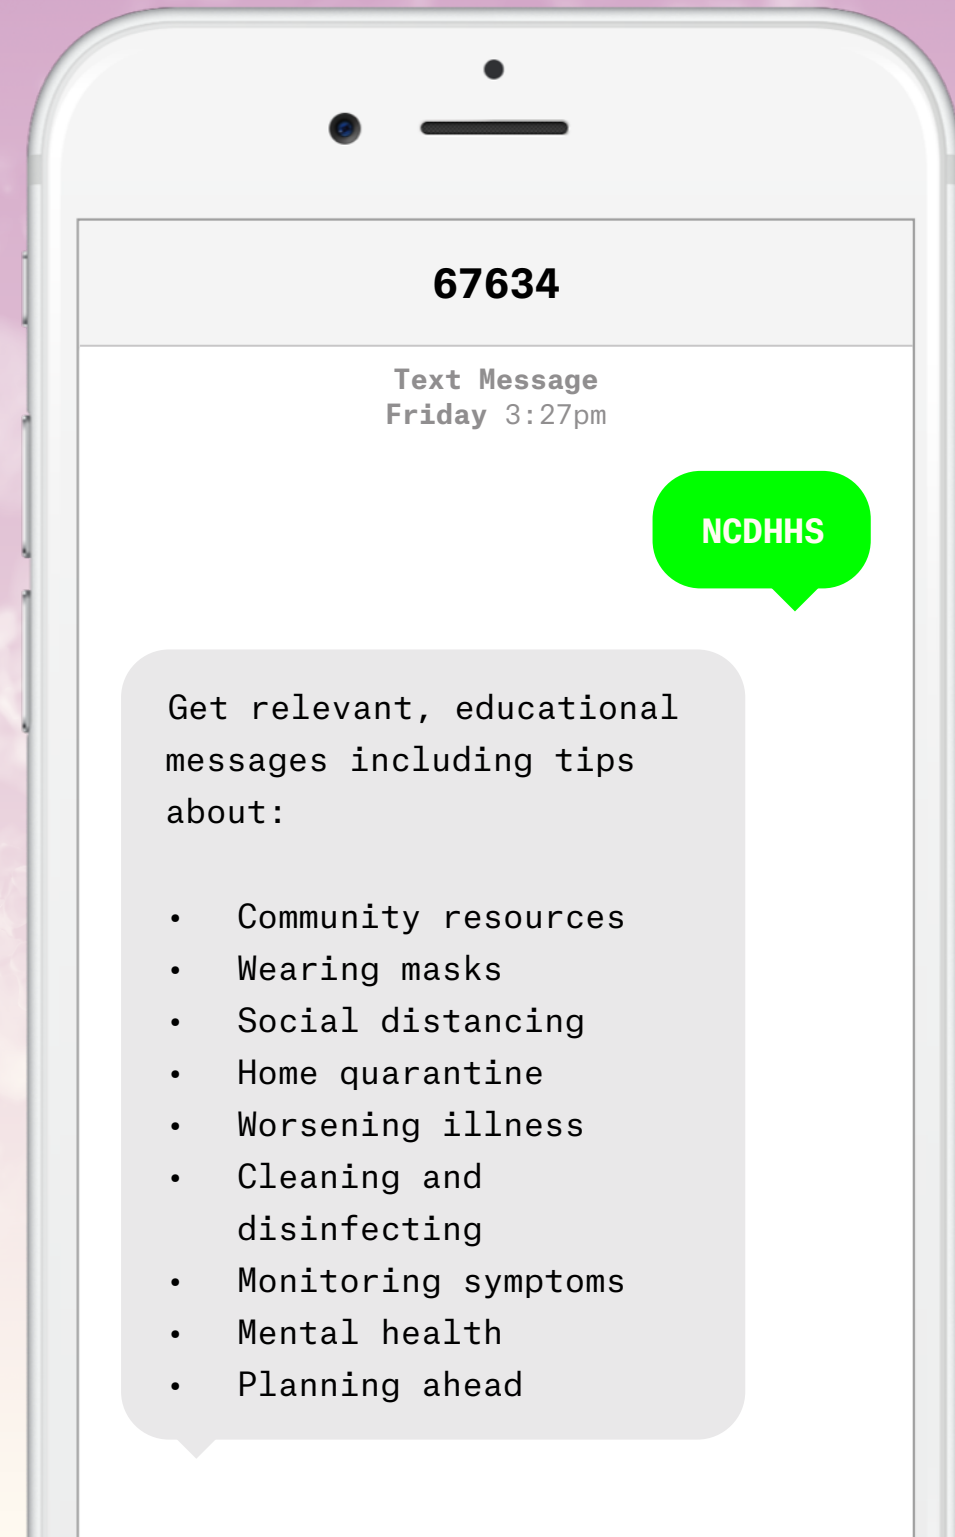 67634
Text Message
Friday 3:27pm
NCDHHS
Get relevant, educational
messages including tips
about:
• Community resources
• Wearing masks
• Social distancing
• Home quarantine
• Worsening illness
• Cleaning and
disinfecting
• Monitoring symptoms
• Mental health
• Planning ahead